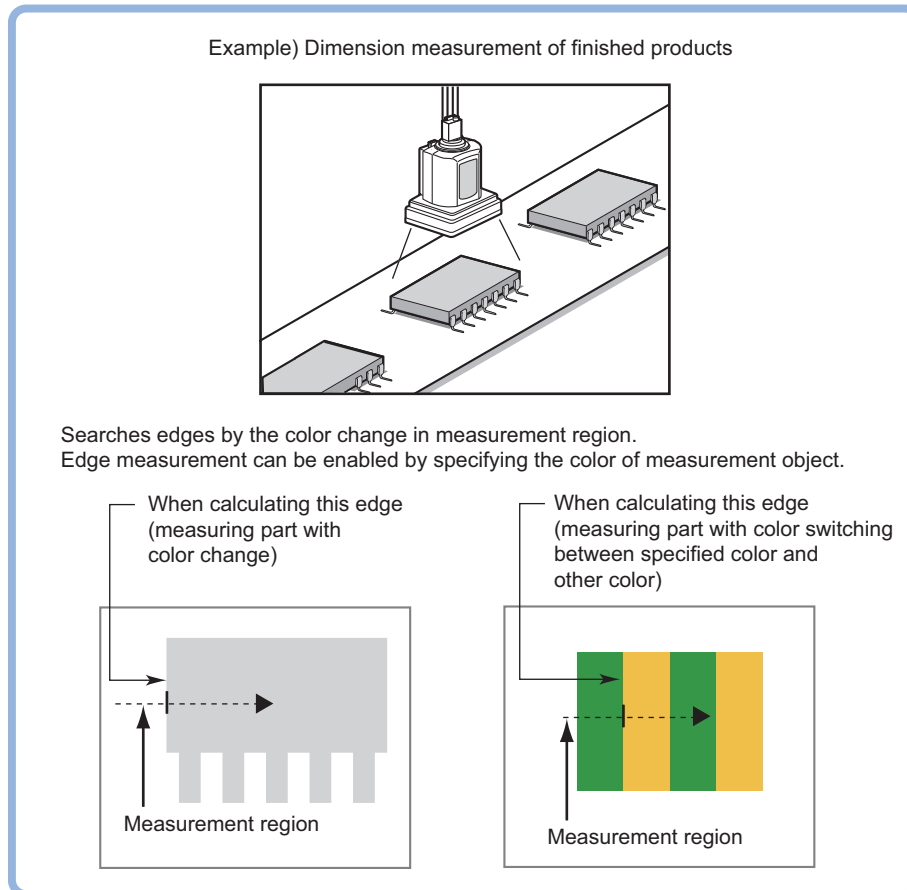 Example) Dimension measurement of finished products
Searches edges by the color change in measurement region.
Edge measurement can be enabled by specifying the color of measurement object.
When calculating this edge
(measuring part with
color change)
Measurement region
When calculating this edge
(measuring part with color switching
between specified color and
other color)
Measurement region